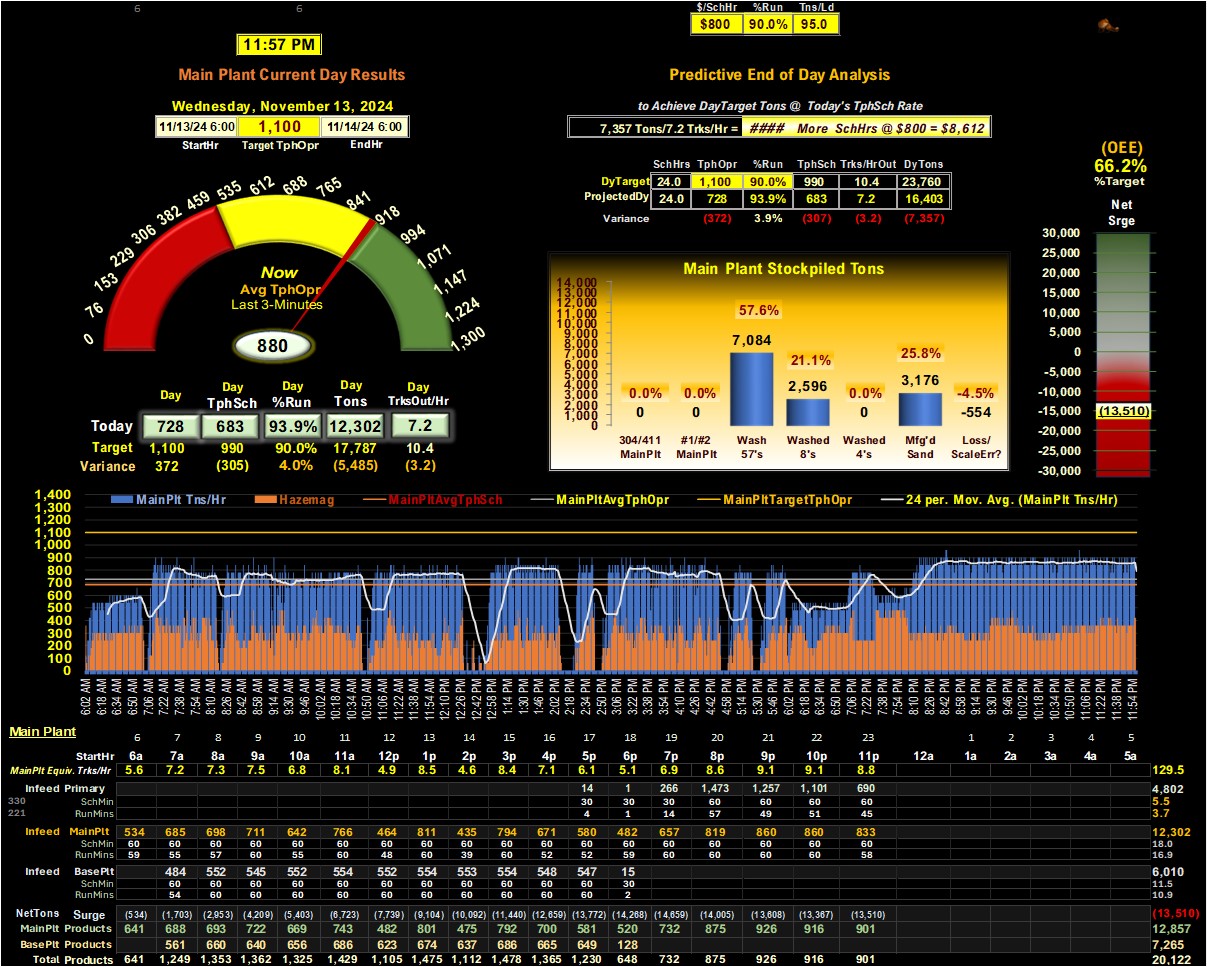 6 6
$/SchHr %Run Tns/Ld
$800 90.0% 95.0
11:57 PM
Main Plant Current Day Results
Wednesday, November 13, 2024
11/13/24 6:00 1,100 11/14/24 6:00
StartHr Target TphOpr EndHr
0 76 153 229 306 382 459 535 612 688 765 841 918 994 1,071 1,147 1,224 1,300
Now
Avg TphOpr
Last 3-Minutes
880
Day Day TphSch Day %Run Day Tons Day TrksOut/Hr
Today 728 683 93.9% 12,302 7.2
Target 1,100 990 90.0% 17,787 10.4
Variance 372 (305) 4.0% (5,485) (3.2)
Predictive End of Day Analysis
to Achieve DayTarget Tons @ Today's TphSch Rate
7,357 Tons/7.2 Trks/Hr = #### More SchHrs @ $800 = $8,612
SchHrs TphOpr %Run TphSch Trks/HrOut DyTons
DyTarget 24.0 1,100 90.0% 990 10.4 23,760
ProjectedDy 24.0 728 93.9% 683 7.2 16,403
Variance (372) 3.9% (307) (3.2) (7,357)
Main Plant Stockpiled Tons
14,000
13,000
12,000
11,000
10,000
9,000
8,000
7,000
6,000
5,000
4,000
3,000
2,000
1,000
0
57.6%
7,084
21.1%
2,596
25.8%
3,176
0.0% 0.0% 0.0% -4.5%
0 0 0 -554
304/411 #1/#2 Wash Washed Washed Mfg'd Loss/
MainPlt MainPlt 57's 8's 4's Sand ScaleErr?
(OEE)
66.2%
%Target
Net
Srge
30,000
25,000
20,000
15,000
10,000
5,000
0
-5,000
-10,000
-15,000 (13,510)
-20,000
-25,000
-30,000
MainPlt Tns/Hr Hazemag MainPltAvgTphSch MainPltAvgTphOpr MainPltTargetTphOpr 24 per. Mov. Avg. (MainPlt Tns/Hr)
1,400
1,300
1,200
1,100
1,000
900
800
700
600
500
400
300
200
100
0
6:02 AM 6:18 AM 6:34 AM 6:50 AM 7:06 AM 7:22 AM 7:38 AM 7:54 AM 8:10 AM 8:26 AM 8:42 AM 8:58 AM 9:14 AM 9:30 AM 9:46 AM 10:02 AM 10:18 AM 10:34 AM 10:50 AM 11:06 AM 11:22 AM 11:38 AM 11:54 AM 12:10 PM 12:26 PM 12:42 PM 12:58 PM 1:14 PM 1:30 PM 1:46 PM 2:02 PM 2:18 PM 2:34 PM 2:50 PM 3:06 PM 3:22 PM 3:38 PM 3:54 PM 4:10 PM 4:26 PM 4:42 PM 4:58 PM 5:14 PM 5:30 PM 5:46 PM 6:02 PM 6:18 PM 6:34 PM 6:50 PM 7:06 PM 7:22 PM 7:38 PM 7:54 PM 8:10 PM 8:26 PM 8:42 PM 8:58 PM 9:14 PM 9:30 PM 9:46 PM 10:02 PM 10:18 PM 10:34 PM 10:50 PM 11:06 PM 11:22 PM 11:38 PM 11:54 PM
Main Plant 6 7 8 9 10 11 12 13 14 15 16 17 18 19 20 21 22 23 1 2 3 4 5
StartHr 6a 7a 8a 9a 10a 11a 12p 1p 2p 3p 4p 5p 6p 7p 8p 9p 10p 11p 12a 1a 2a 3a 4a 5a
MainPlt Equiv. Trks/Hr 5.6 7.2 7.3 7.5 6.8 8.1 4.9 8.5 4.6 8.4 7.1 6.1 5.1 6.9 8.6 9.1 9.1 8.8 129.5
Infeed Primary 14 1 266 1,473 1,257 1,101 690 4,802
330 SchMin 30 30 30 60 60 60 60 5.5
221 RunMins 4 1 14 57 49 51 45 3.7
Infeed MainPlt 534 685 698 711 642 766 464 811 435 794 671 580 482 657 819 860 860 833 12,302
SchMin 60 60 60 60 60 60 60 60 60 60 60 60 60 60 60 60 60 60 18.0
RunMins 59 55 57 60 55 60 48 60 39 60 52 52 59 60 60 60 60 58 16.9
Infeed BasePlt 484 552 545 552 554 552 554 553 554 548 547 15 6,010
SchMin 60 60 60 60 60 60 60 60 60 60 60 30 11.5
RunMins 54 60 60 60 60 60 60 60 60 60 60 2 10.9
NetTons Surge (534) (1,703) (2,953) (4,209) (5,403) (6,723) (7,739) (9,104) (10,092) (11,440) (12,659) (13,772) (14,268) (14,659) (14,005) (13,608) (13,367) (13,510) (13,510)
MainPlt Products 641 688 693 722 669 743 482 801 475 792 700 581 520 732 875 926 916 901 12,857
BasePlt Products 561 660 640 656 686 623 674 637 686 665 649 128 7,265
Total Products 641 1,249 1,353 1,362 1,325 1,429 1,105 1,475 1,112 1,478 1,365 1,230 648 732 875 926 916 901 20,122